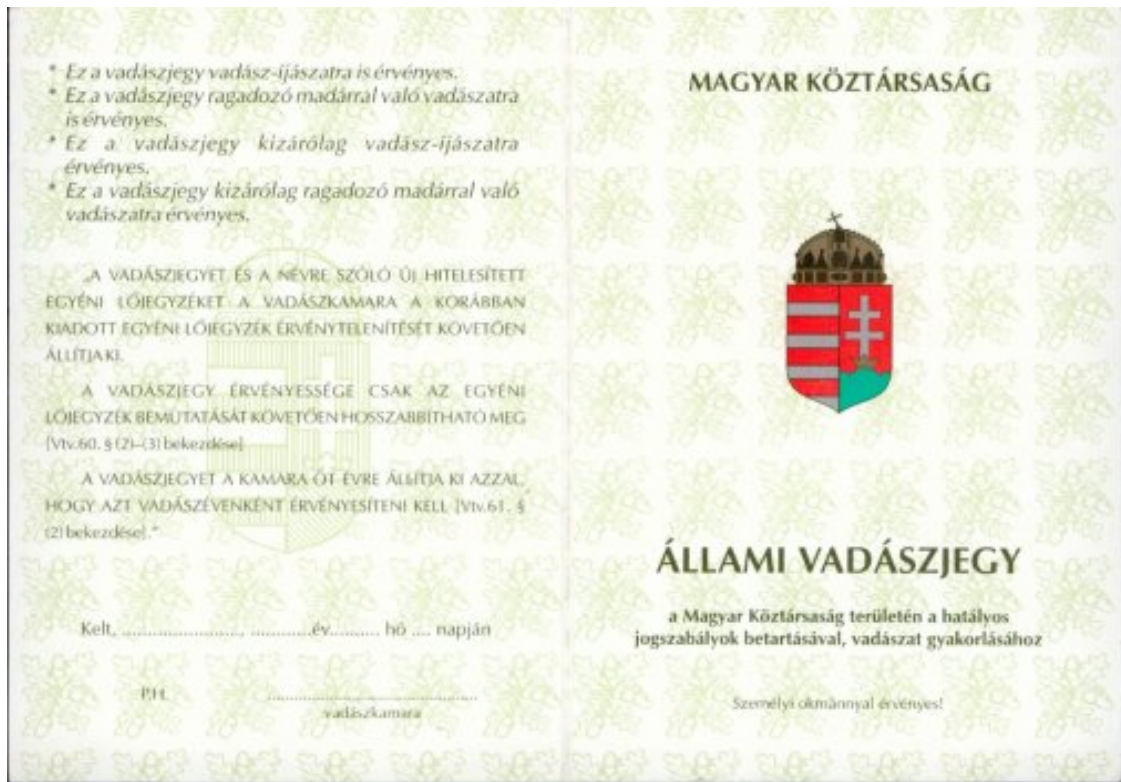 * Ez a vadászjegy vadász-íjászatra is érvényes.
* Ez a vadászjegy ragadozó madárral való vadászatra
is érvényes.
* Ez a vadászjegy kizárólag vadász-íjászatra
érvényes.
* Ez a vadászjegy kizárólag ragadozó madárral való
vadászatra érvényes.
„A VADÁSZJEGYET ÉS A NÉVRE SZÓLÓ ÚJ HITELESÍTETT
EGYÉNI LŐJEGYZÉKET A VADÁSZKAMARA A KORÁBBAN
KIADOTT EGYÉNI LŐJEGYZÉK ÉRVÉNYTELENÍTÉSÉT KÖVETŐEN
ÁLLÍTJA KI.
A VADÁSZJEGY ÉRVÉNYESSÉGE CSAK AZ EGYÉNI
LŐJEGYZÉK BEMUTATÁSÁT KÖVETŐEN HOSSZABBÍTHATÓ MEG
[Vtv.60. § (2)–(3) bekezdése]
A VADÁSZJEGYET A KAMARA ÖT ÉVRE ÁLLÍTJA KI AZZAL,
HOGY AZT VADÁSZÉVENKÉNT ÉRVÉNYESÍTENI KELL [Vtv.61. §
(2) bekezdése].”
Kelt, ........................, ............év.......... hó .... napján
P.H. ..........................................
vadászkamara
MAGYAR KÖZTÁRSASÁG
ÁLLAMI VADÁSZJEGY
a Magyar Köztársaság területén a hatályos
jogszabályok betartásával, vadászat gyakorlásához
Személyi okmánnyal érvényes!